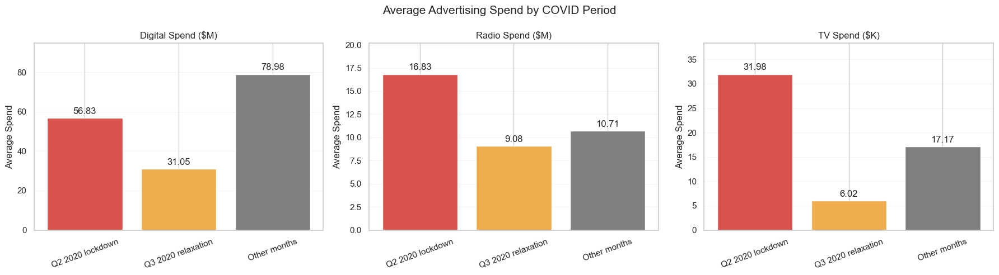 Average Advertising Spend by COVID Period
Digital Spend ($M)
Average Spend
80
60
40
20
0
56.83
31.05
78.98
Q2 2020 lockdown
Q3 2020 relaxation
Other months
Radio Spend ($M)
Average Spend
20.0
17.5
15.0
12.5
10.0
7.5
5.0
2.5
0.0
16.83
9.08
10.71
Q2 2020 lockdown
Q3 2020 relaxation
Other months
TV Spend ($K)
Average Spend
35
30
25
20
15
10
5
0
31.98
6.02
17.17
Q2 2020 lockdown
Q3 2020 relaxation
Other months